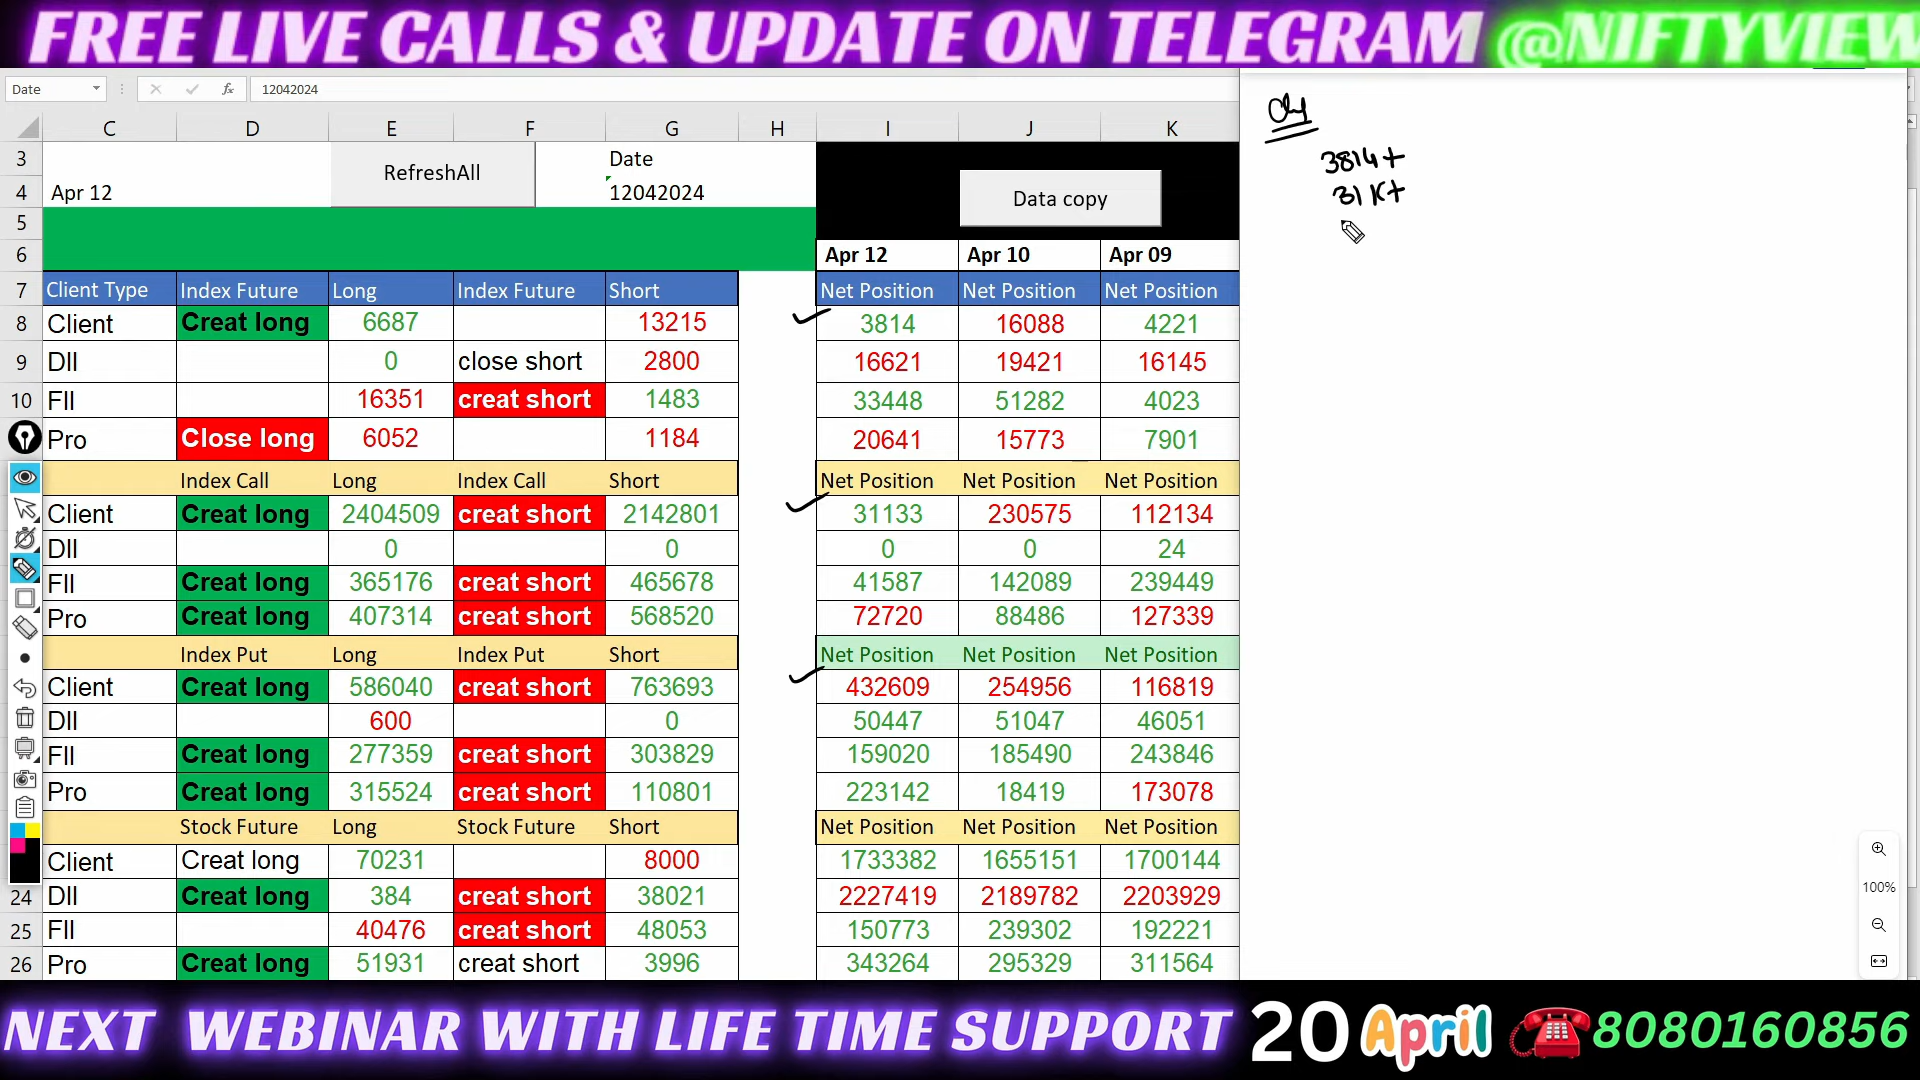 FREE LIVE CALLS & UPDATE ON TELEGRAM @NIFTYVIEW
Date fx 12042024
C D E F G H I J K
3 RefreshAll Date
4 Apr 12 12042024 Data copy
5
6 Apr 12 Apr 10 Apr 09
7 Client Type Index Future Long Index Future Short Net Position Net Position Net Position
8 Client Creat long 6687 13215 3814 16088 4221
9 DII 0 close short 2800 16621 19421 16145
10 FII 16351 creat short 1483 33448 51282 4023
Pro Close long 6052 1184 20641 15773 7901
Index Call Long Index Call Short Net Position Net Position Net Position
Client Creat long 2404509 creat short 2142801 31133 230575 112134
DII 0 0 0 0 24
FII Creat long 365176 creat short 465678 41587 142089 239449
Pro Creat long 407314 creat short 568520 72720 88486 127339
Index Put Long Index Put Short Net Position Net Position Net Position
Client Creat long 586040 creat short 763693 432609 254956 116819
DII 600 0 50447 51047 46051
FII Creat long 277359 creat short 303829 159020 185490 243846
Pro Creat long 315524 creat short 110801 223142 18419 173078
Stock Future Long Stock Future Short Net Position Net Position Net Position
Client Creat long 70231 8000 1733382 1655151 1700144
24 DII Creat long 384 creat short 38021 2227419 2189782 2203929
25 FII 40476 creat short 48053 150773 239302 192221
26 Pro Creat long 51931 creat short 3996 343264 295329 311564
3814+
31K+
100%
NEXT WEBINAR WITH LIFE TIME SUPPORT 20 April 8080160856